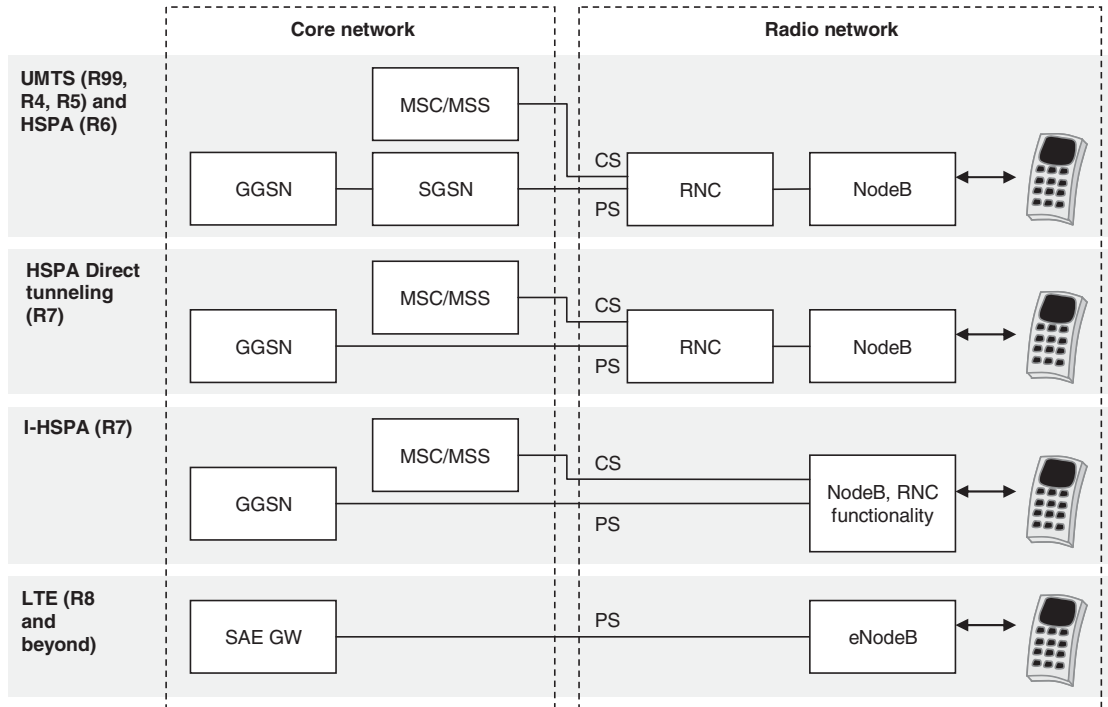 Core network
Radio network
UMTS (R99,
R4, R5) and
HSPA (R6)
MSC/MSS
GGSN
SGSN
CS
PS
RNC
NodeB
HSPA Direct
tunneling
(R7)
MSC/MSS
GGSN
CS
PS
RNC
NodeB
I-HSPA (R7)
MSC/MSS
GGSN
CS
PS
NodeB, RNC
functionality
LTE (R8
and
beyond)
SAE GW
PS
eNodeB